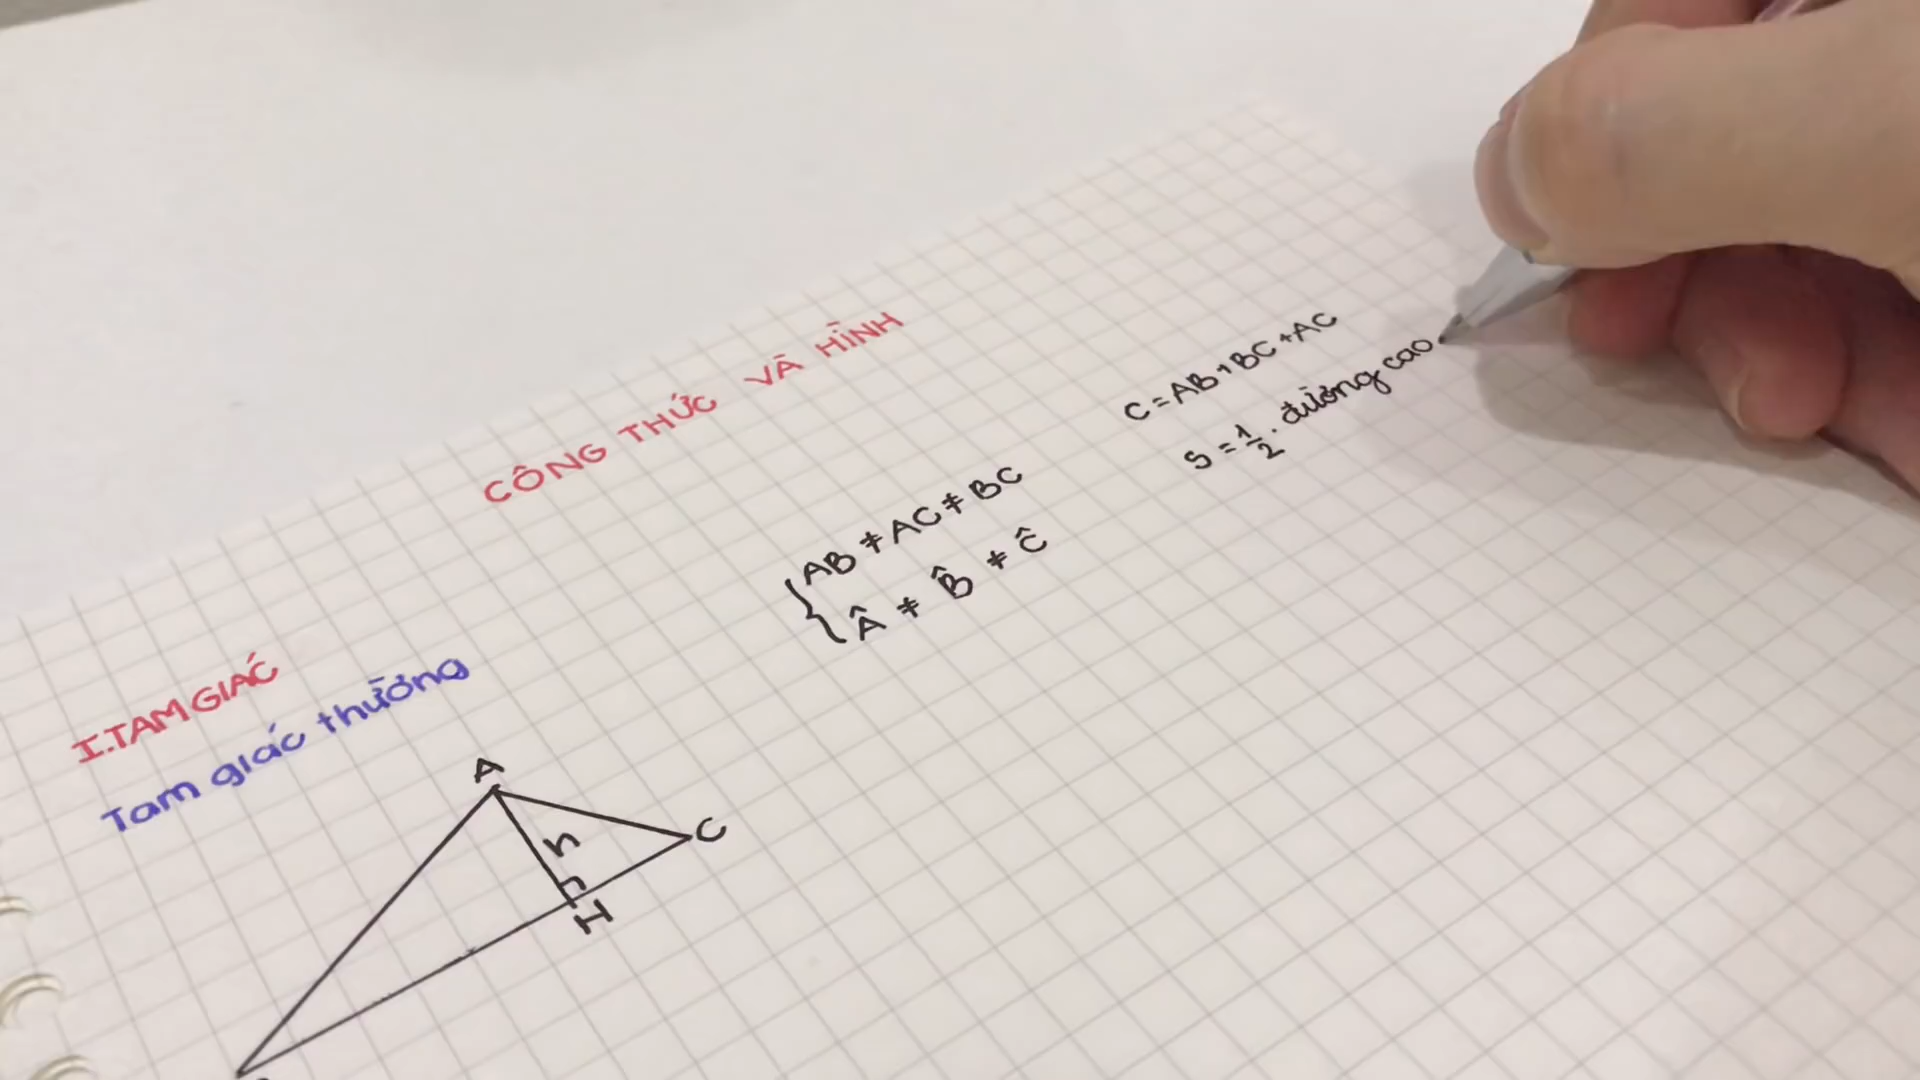 CÔNG THỨC VÀ HÌNH
I. TAM GIÁC
Tam giác thường
A
h
C
H
AB ≠ AC ≠ BC
Â ≠ B̂ ≠ Ĉ
C = AB + BC + AC
S = 1/2 . đường cao .